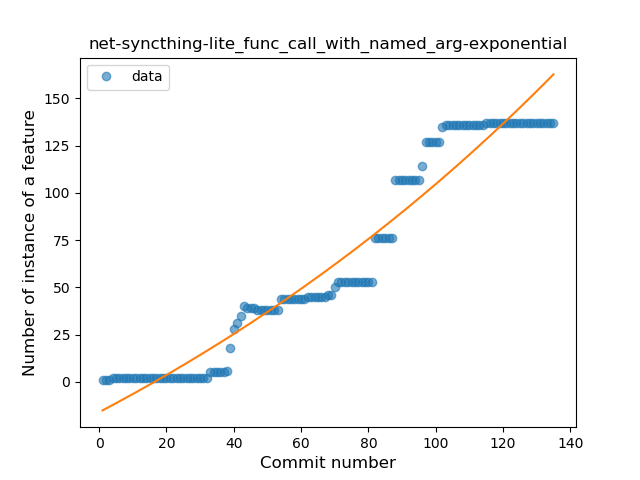 net-syncthing-lite_func_call_with_named_arg-exponential
data
Number of instance of a feature
150
125
100
75
50
25
0
0 20 40 60 80 100 120 140
Commit number